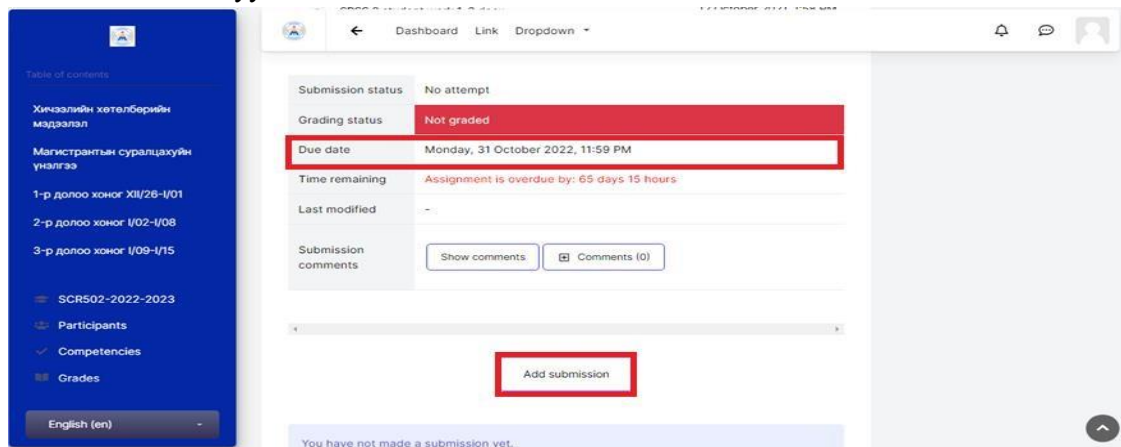 Dashboard Link Dropdown
Table of contents
Хичээлийн хөтөлбөрийн
мэдээлэл
Магистрантын суралцахуйн
үнэлгээ
1-р долоо хоног XII/26-I/01
2-р долоо хоног I/02-I/08
3-р долоо хоног I/09-I/15
SCR502-2022-2023
Participants
Competencies
Grades
English (en)
Submission status No attempt
Grading status Not graded
Due date Monday, 31 October 2022, 11:59 PM
Time remaining Assignment is overdue by: 65 days 15 hours
Last modified -
Submission
comments
Show comments Comments (0)
Add submission
You have not made a submission yet.